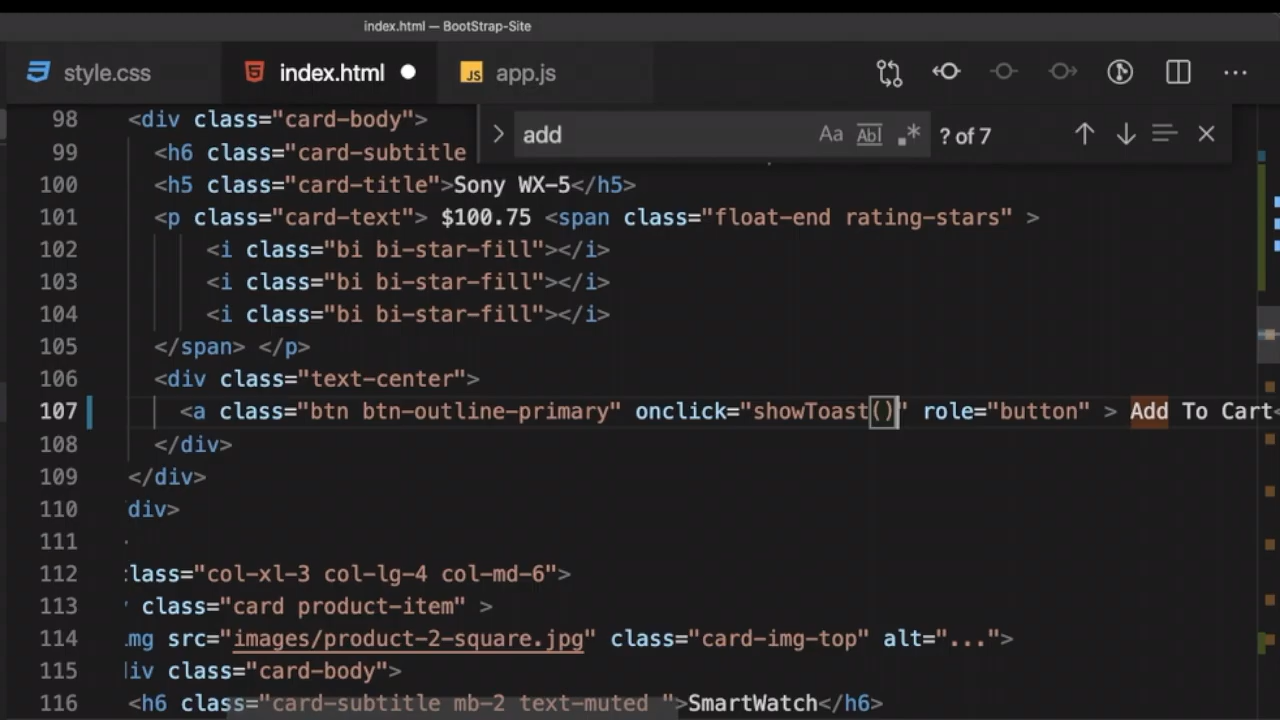 index.html — BootStrap-Site
style.css index.html app.js
add Aa Abl .* ? of 7
98 <div class="card-body">
99 <h6 class="card-subtitle
100 <h5 class="card-title">Sony WX-5</h5>
101 <p class="card-text"> $100.75 <span class="float-end rating-stars" >
102 <i class="bi bi-star-fill"></i>
103 <i class="bi bi-star-fill"></i>
104 <i class="bi bi-star-fill"></i>
105 </span> </p>
106 <div class="text-center">
107 <a class="btn btn-outline-primary" onclick="showToast()" role="button" > Add To Cart<
108 </div>
109 </div>
110 div>
111
112 class="col-xl-3 col-lg-4 col-md-6">
113 class="card product-item" >
114 mg src="images/product-2-square.jpg" class="card-img-top" alt="...">
115 div class="card-body">
116 <h6 class="card-subtitle mb-2 text-muted ">SmartWatch</h6>